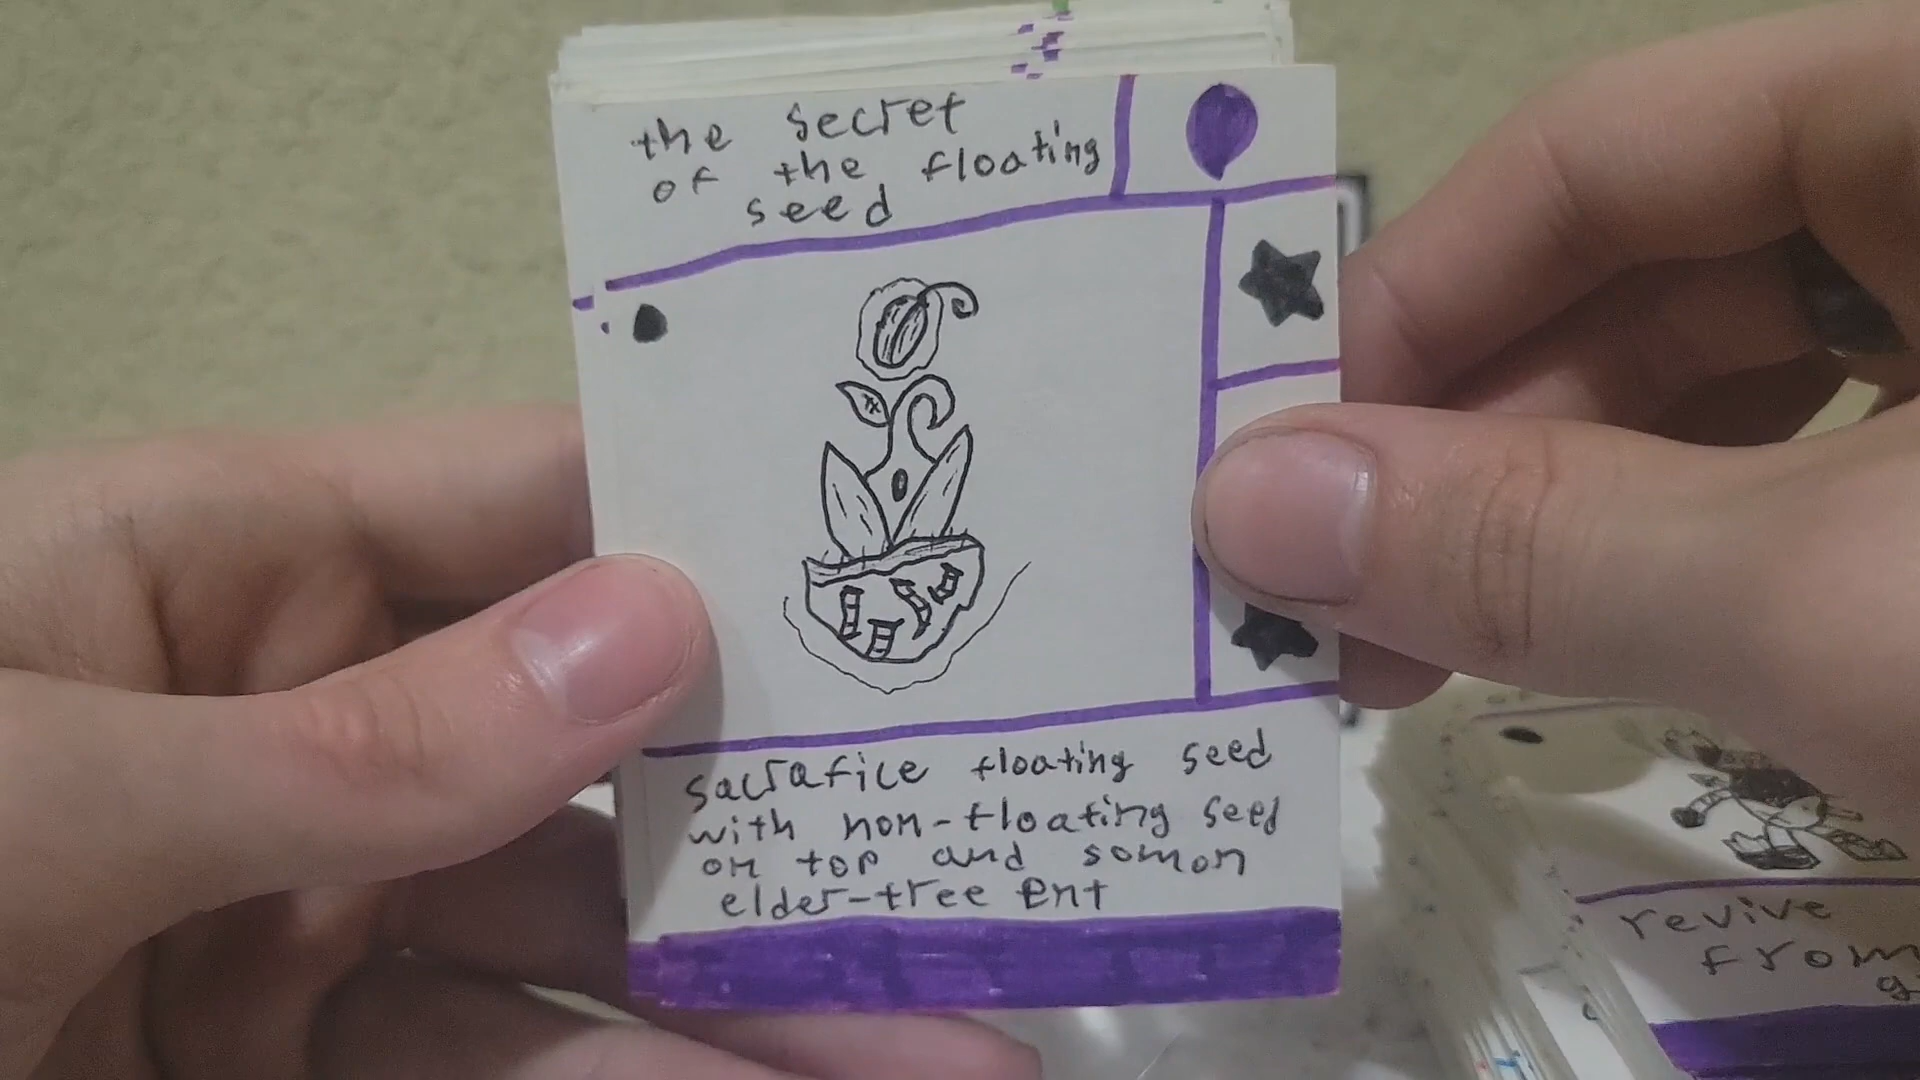 the secret
of the floating
seed
sacrafice floating seed
with non-floating seed
on top and somon
elder-tree ent
revive
from